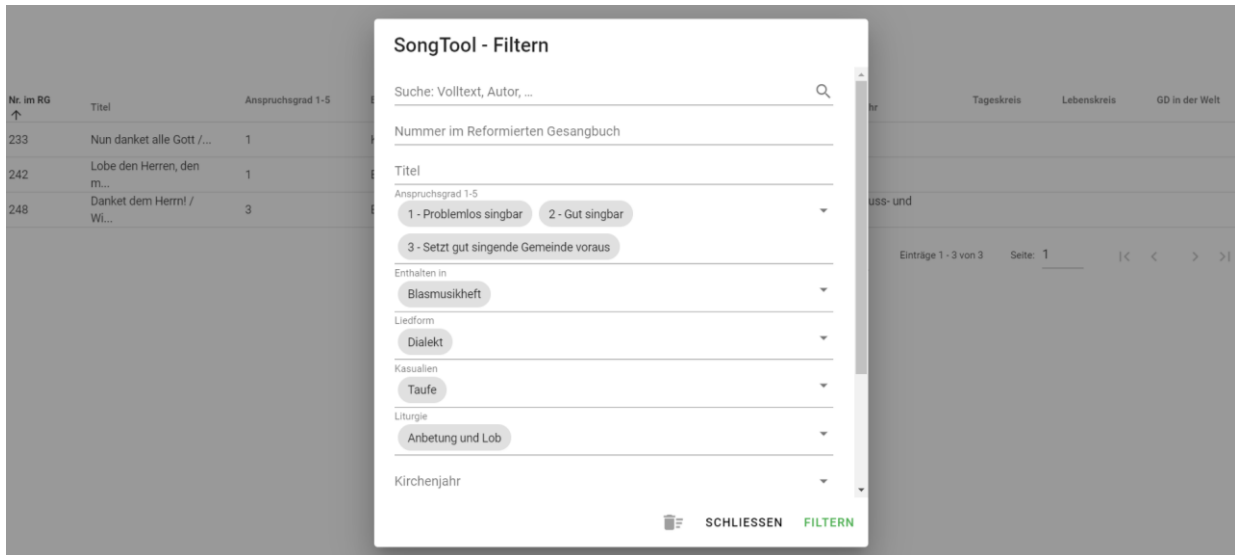 SongTool - Filtern
Suche: Volltext, Autor, ...
Nummer im Reformierten Gesangbuch
Titel
Anspruchsgrad 1-5
1 - Problemlos singbar 2 - Gut singbar
3 - Setzt gut singende Gemeinde voraus
Enthalten in
Blasmusikheft
Liedform
Dialekt
Kasualien
Taufe
Liturgie
Anbetung und Lob
Kirchenjahr
SCHLIESSEN FILTERN
Nr. im RG Titel Anspruchsgrad 1-5 Tageskreis Lebenskreis GD in der Welt
233 Nun danket alle Gott /... 1
242 Lobe den Herren, den m... 1
248 Danket dem Herrn! / Wi... 3 uss- und
Einträge 1 - 3 von 3 Seite: 1